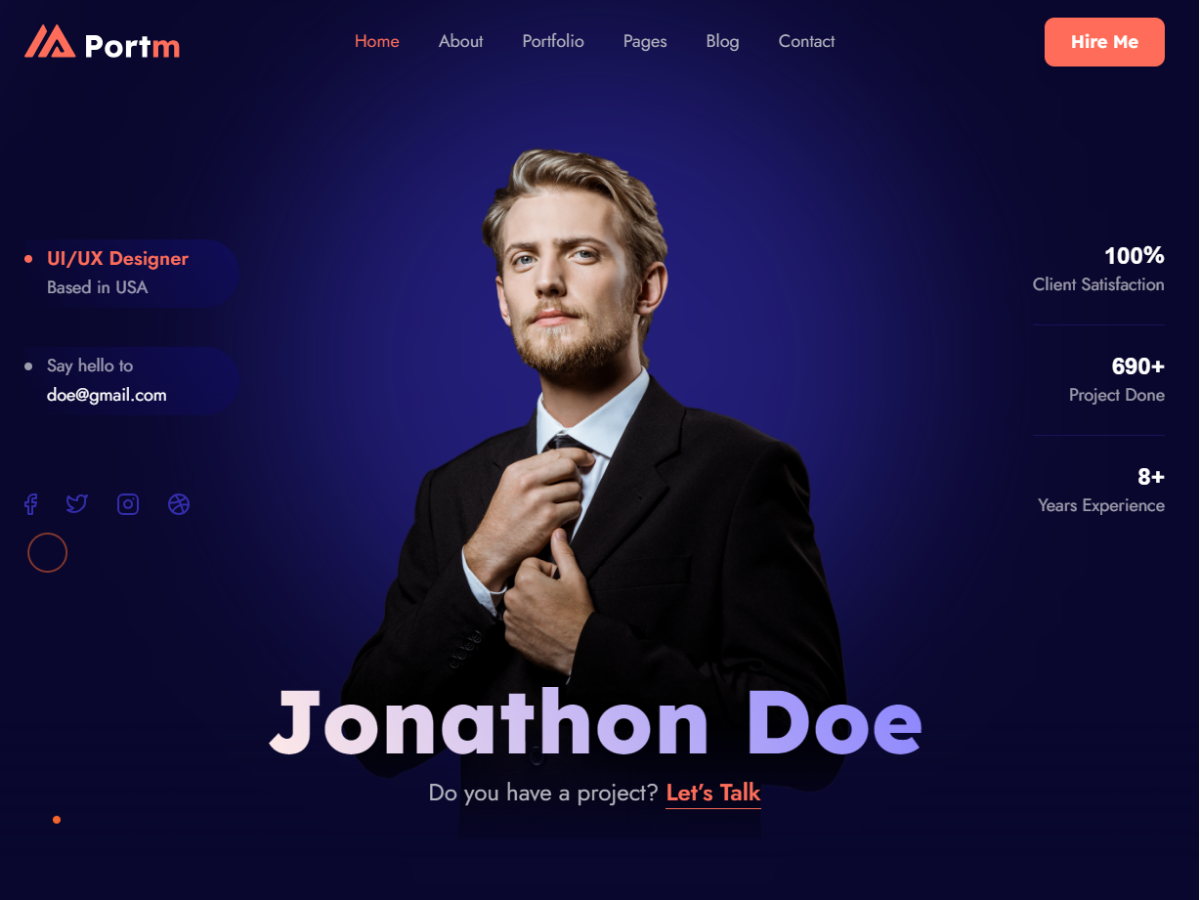 Portm
Home About Portfolio Pages Blog Contact
Hire Me
UI/UX Designer
Based in USA
Say hello to
doe@gmail.com
100%
Client Satisfaction
690+
Project Done
8+
Years Experience
Jonathon Doe
Do you have a project? Let’s Talk